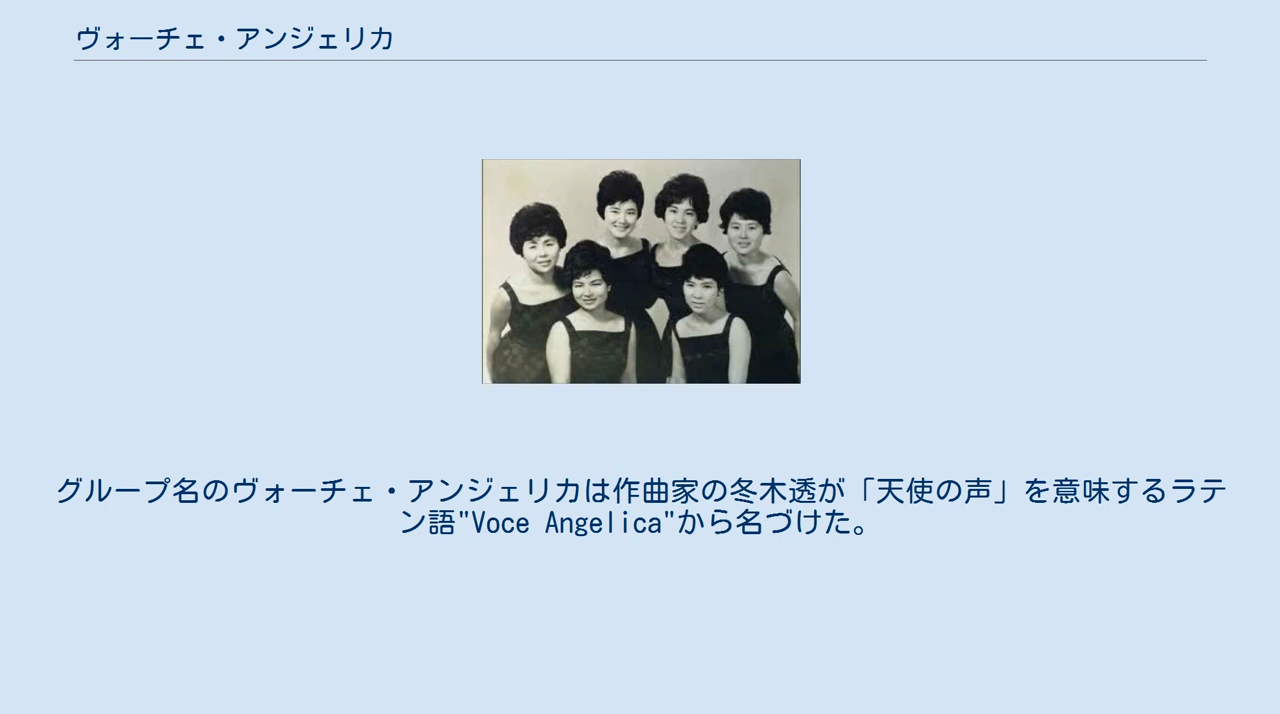 ヴォーチェ・アンジェリカ
グループ名のヴォーチェ・アンジェリカは作曲家の冬木透が「天使の声」を意味するラテ
ン語"Voce Angelica"から名づけた。